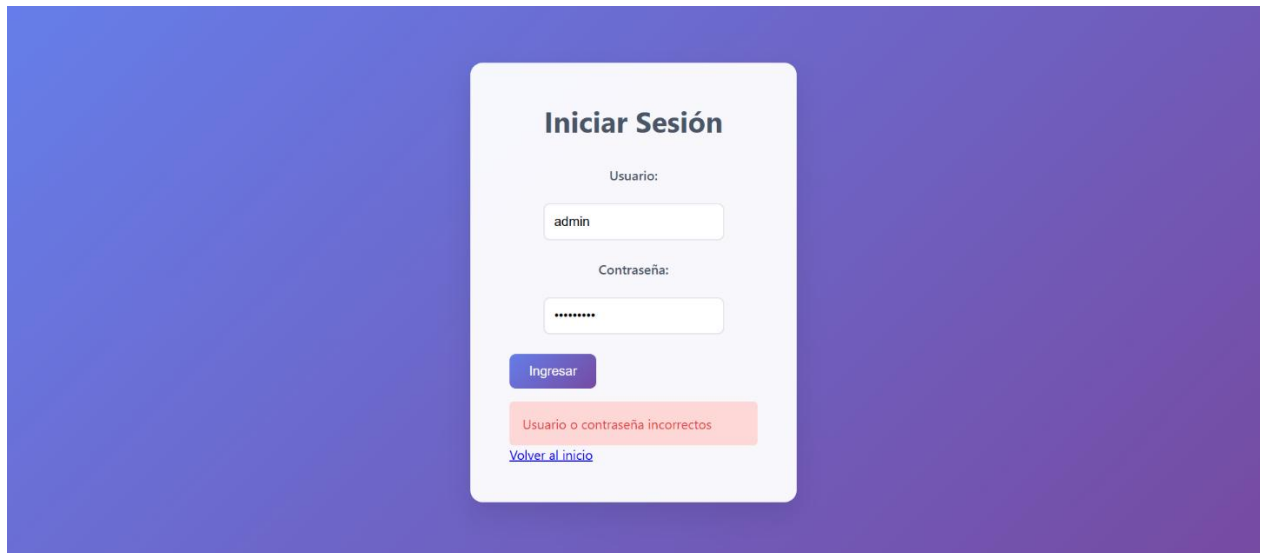 Iniciar Sesión
Usuario:
admin
Contraseña:
•••••••••
Ingresar
Usuario o contraseña incorrectos
Volver al inicio